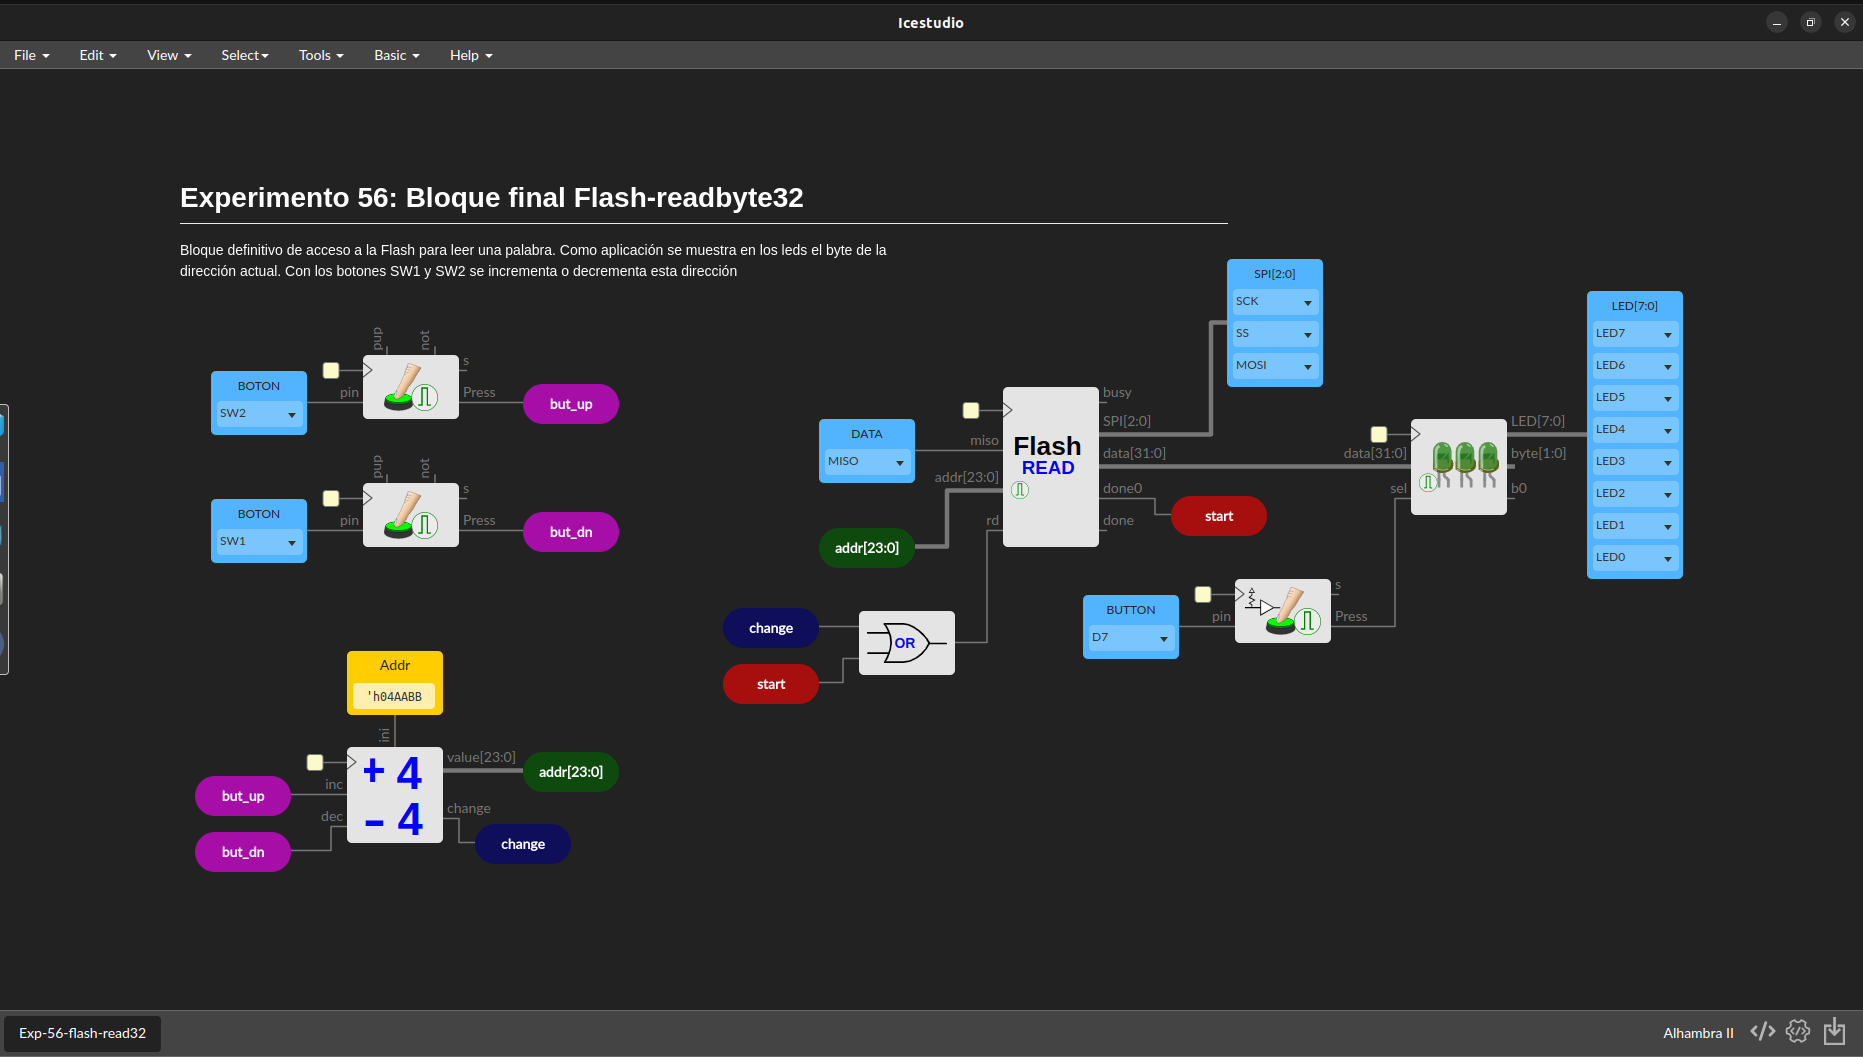 Icestudio
File Edit View Select Tools Basic Help
Experimento 56: Bloque final Flash-readbyte32
Bloque definitivo de acceso a la Flash para leer una palabra. Como aplicación se muestra en los leds el byte de la
dirección actual. Con los botones SW1 y SW2 se incrementa o decrementa esta dirección
pup
not
s
BOTON
SW2
pin
Press
but_up
pup
not
s
BOTON
SW1
pin
Press
but_dn
Addr
'h04AABB
ini
+ 4
- 4
inc
dec
but_up
but_dn
value[23:0]
addr[23:0]
change
change
DATA
MISO
miso
addr[23:0]
rd
addr[23:0]
Flash
READ
busy
SPI[2:0]
data[31:0]
done0
done
start
change
start
OR
SPI[2:0]
SCK
SS
MOSI
BUTTON
D7
pin
s
Press
data[31:0]
sel
LED[7:0]
byte[1:0]
b0
LED[7:0]
LED7
LED6
LED5
LED4
LED3
LED2
LED1
LED0
Exp-56-flash-read32
Alhambra II